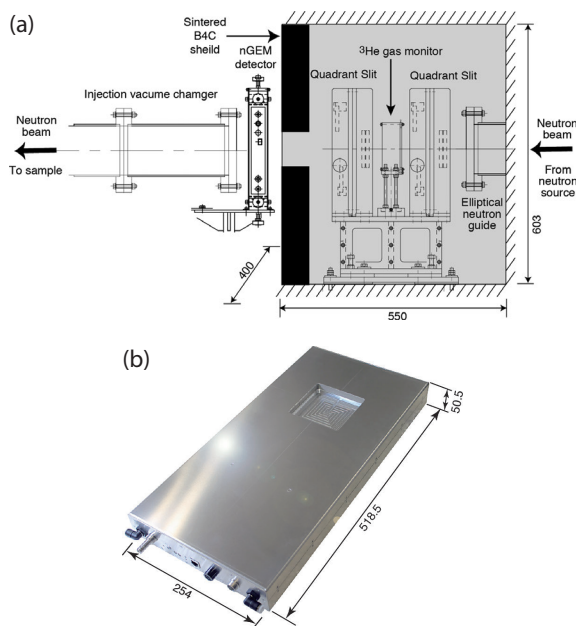 (a)
Sintered
B4C
sheild
nGEM
detector
Injection vacume chamger
Neutron
beam
To sample
400
³He gas monitor
Quadrant Slit
Quadrant Slit
Neutron
beam
From
neutron
source
Elliptical
neutron
guide
603
550
(b)
50.5
518.5
254